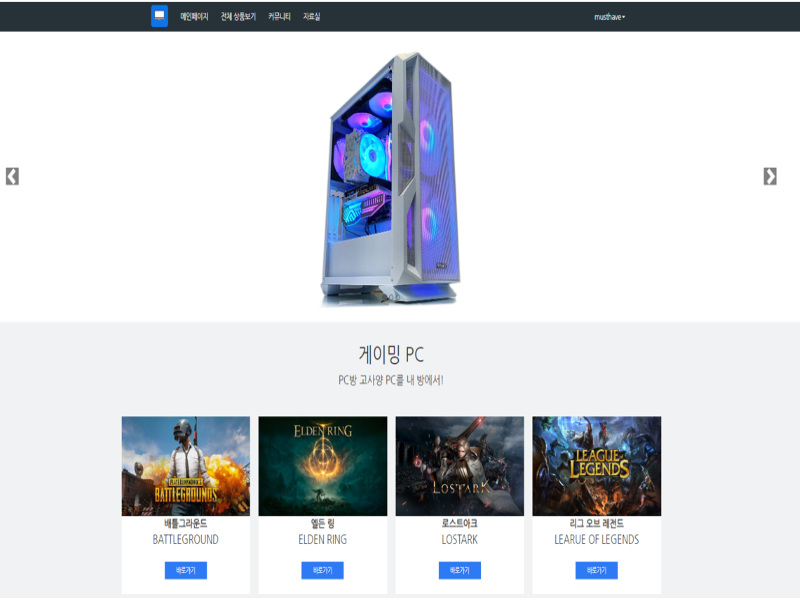 메인페이지 전체 상품보기 커뮤니티 자료실 musthave
게이밍 PC
PC방 고사양 PC를 내 방에서!
BATTLEGROUNDS
ELDEN RING
LOSTARK
LEAGUE OF LEGENDS
배틀그라운드 엘든 링 로스트아크 리그 오브 레전드
BATTLEGROUND ELDEN RING LOSTARK LEARUE OF LEGENDS
바로가기 바로가기 바로가기 바로가기